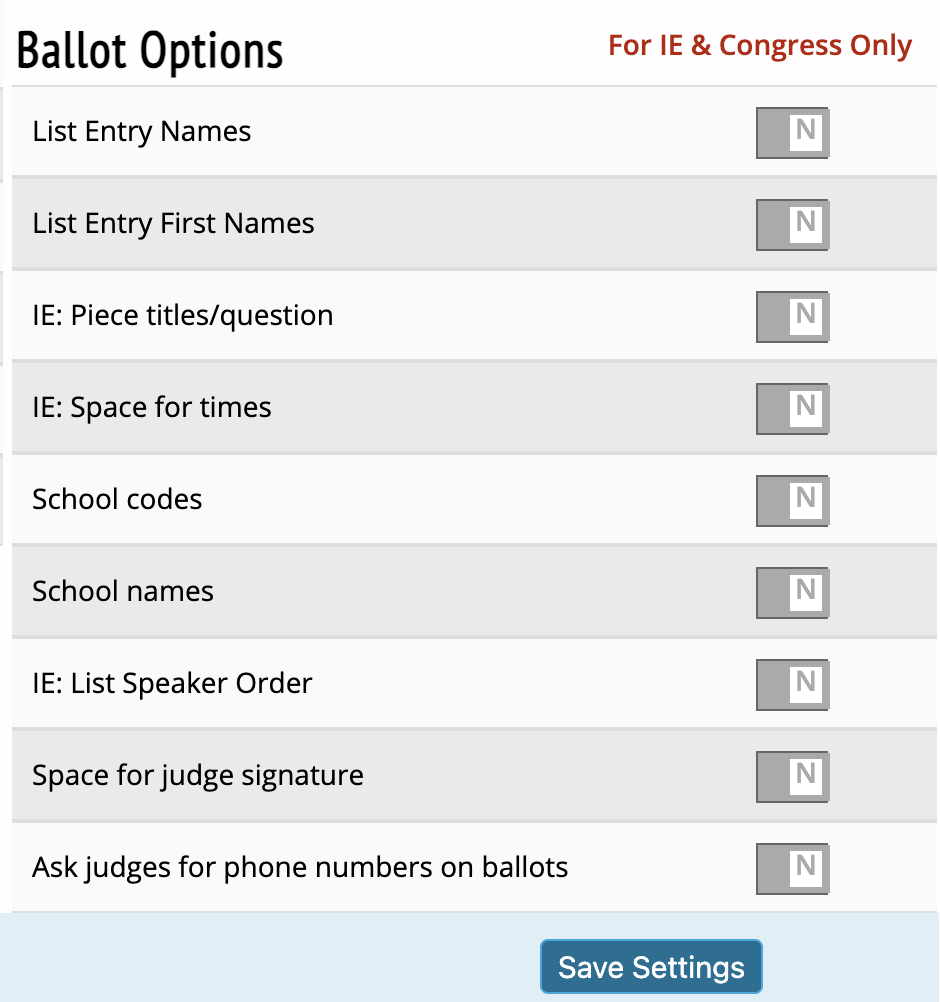 Ballot Options For IE & Congress Only
List Entry Names N
List Entry First Names N
IE: Piece titles/question N
IE: Space for times N
School codes N
School names N
IE: List Speaker Order N
Space for judge signature N
Ask judges for phone numbers on ballots N
Save Settings